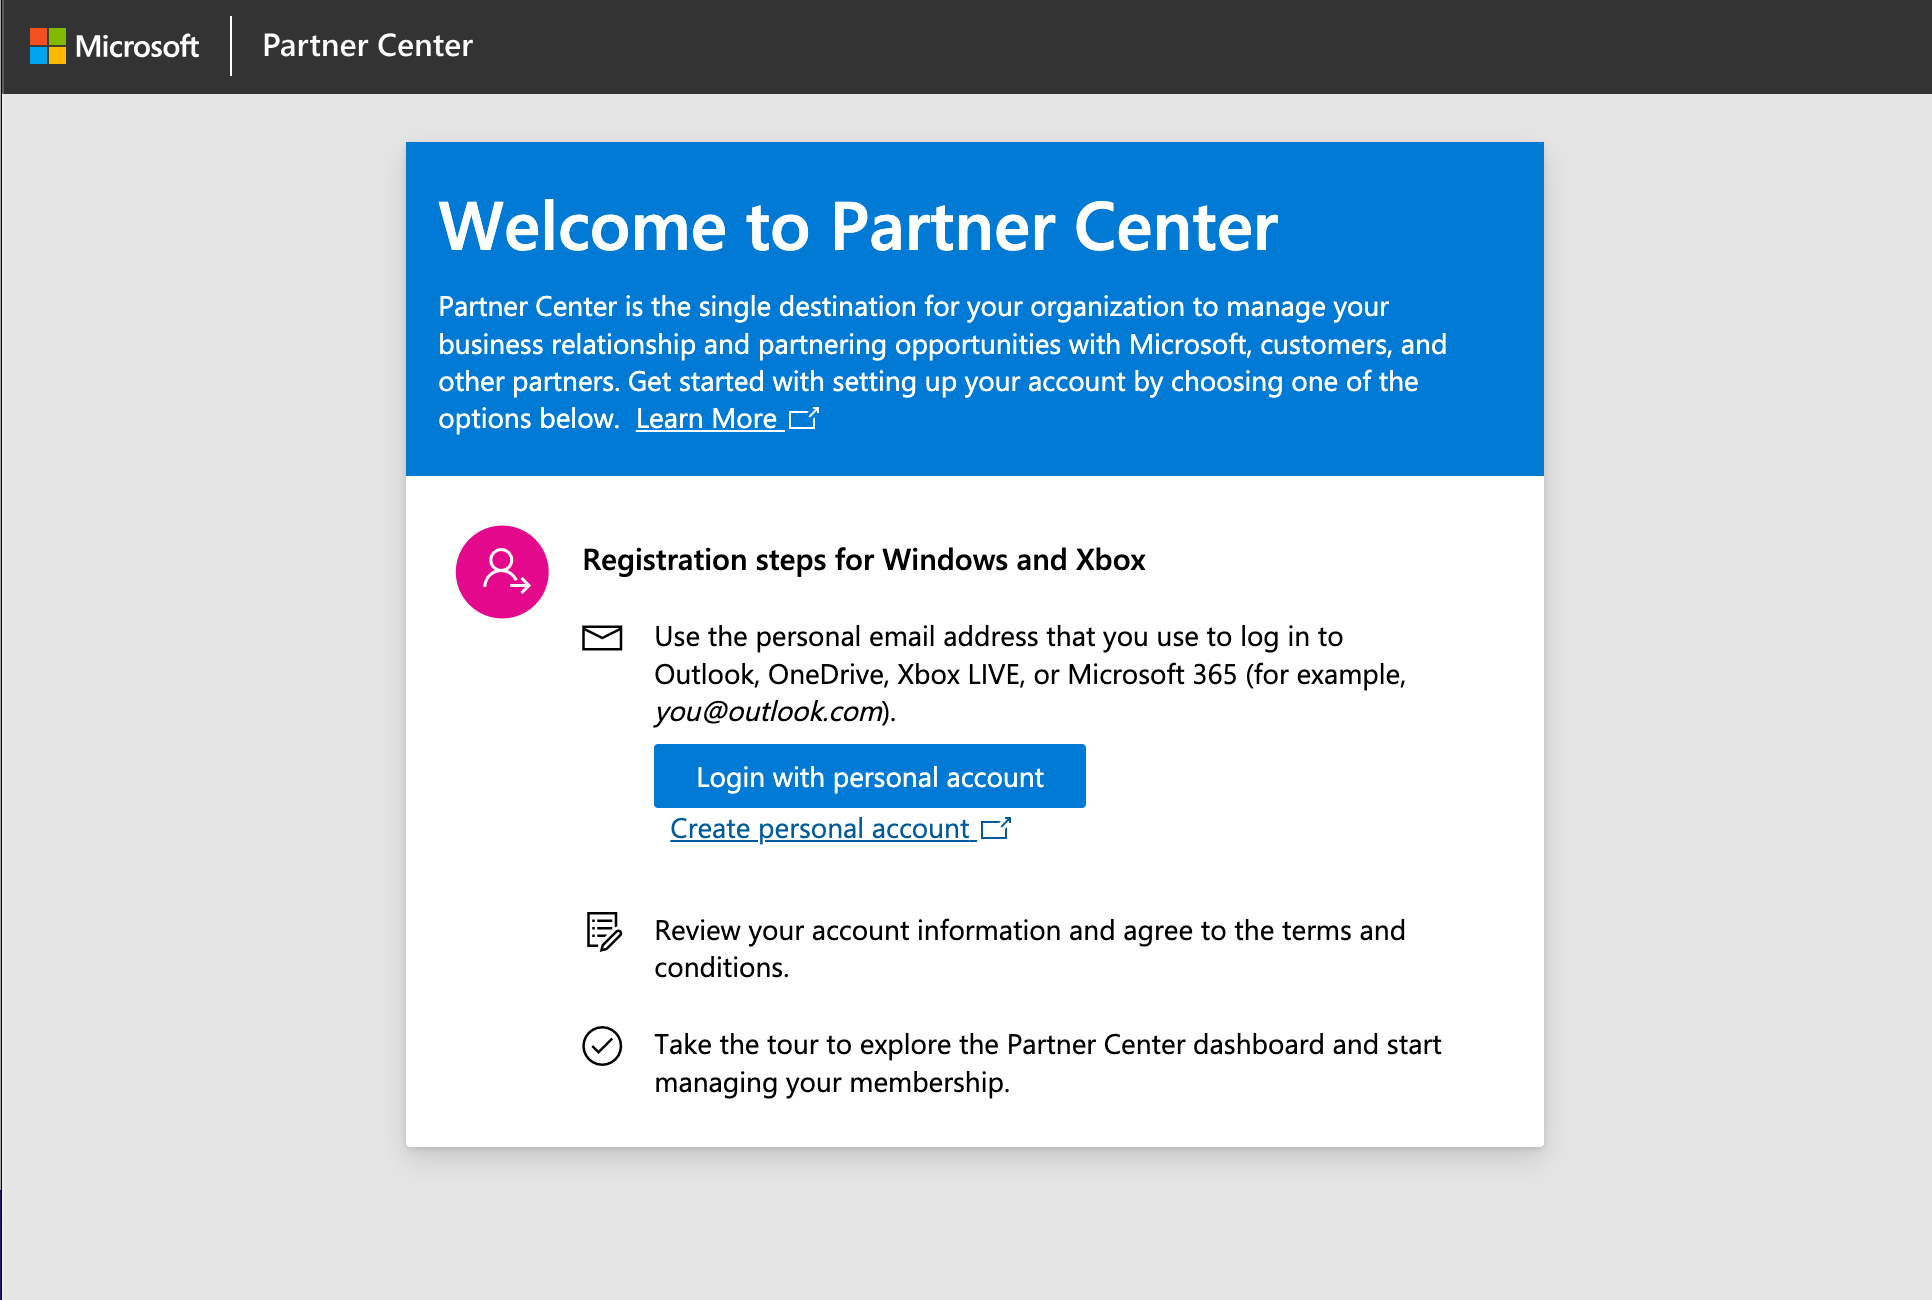 Microsoft
Partner Center
Welcome to Partner Center
Partner Center is the single destination for your organization to manage your
business relationship and partnering opportunities with Microsoft, customers, and
other partners. Get started with setting up your account by choosing one of the
options below. Learn More
Registration steps for Windows and Xbox
Use the personal email address that you use to log in to
Outlook, OneDrive, Xbox LIVE, or Microsoft 365 (for example,
you@outlook.com).
Login with personal account
Create personal account
Review your account information and agree to the terms and
conditions.
Take the tour to explore the Partner Center dashboard and start
managing your membership.